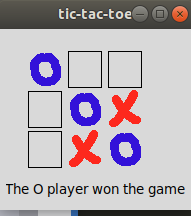 tic-tac-toe
O
O X
X O
The O player won the game